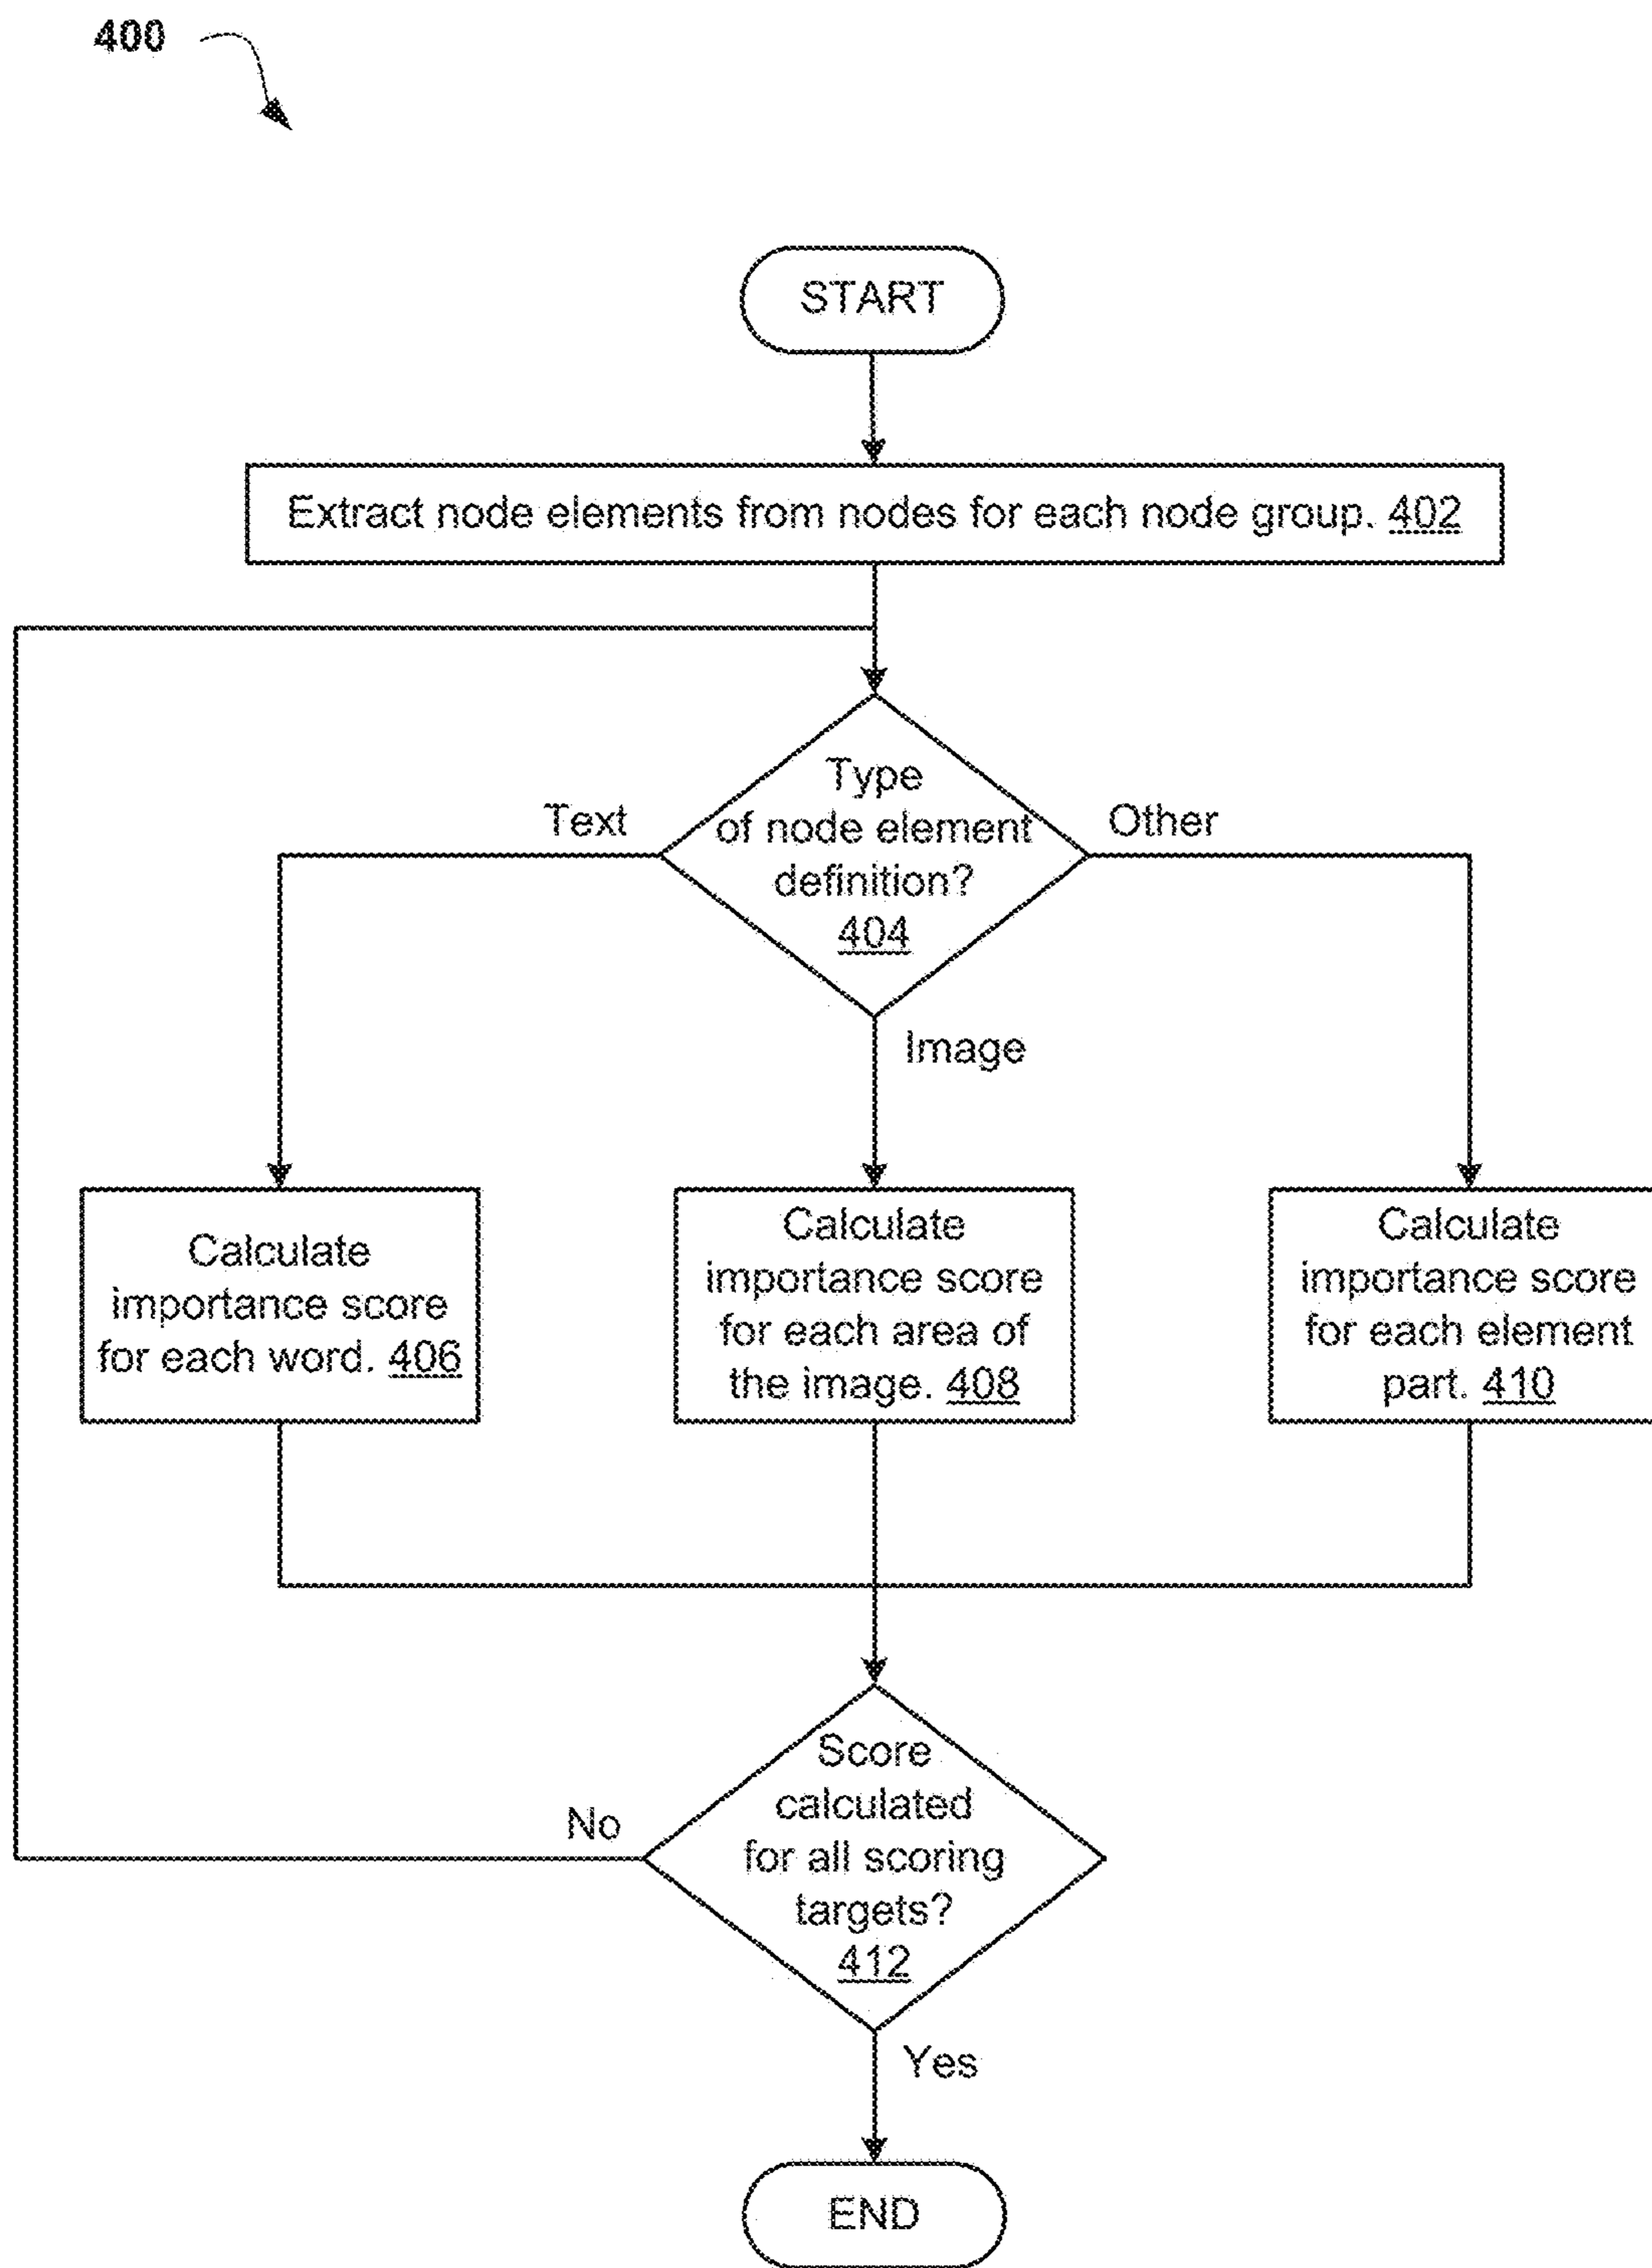 400
START
Extract node elements from nodes for each node group. 402
Type
of node element
definition?
404
Text
Other
Image
Calculate
importance score
for each word. 406
Calculate
importance score
for each area of
the image. 408
Calculate
importance score
for each element
part. 410
Score
calculated
for all scoring
targets?
412
No
Yes
END